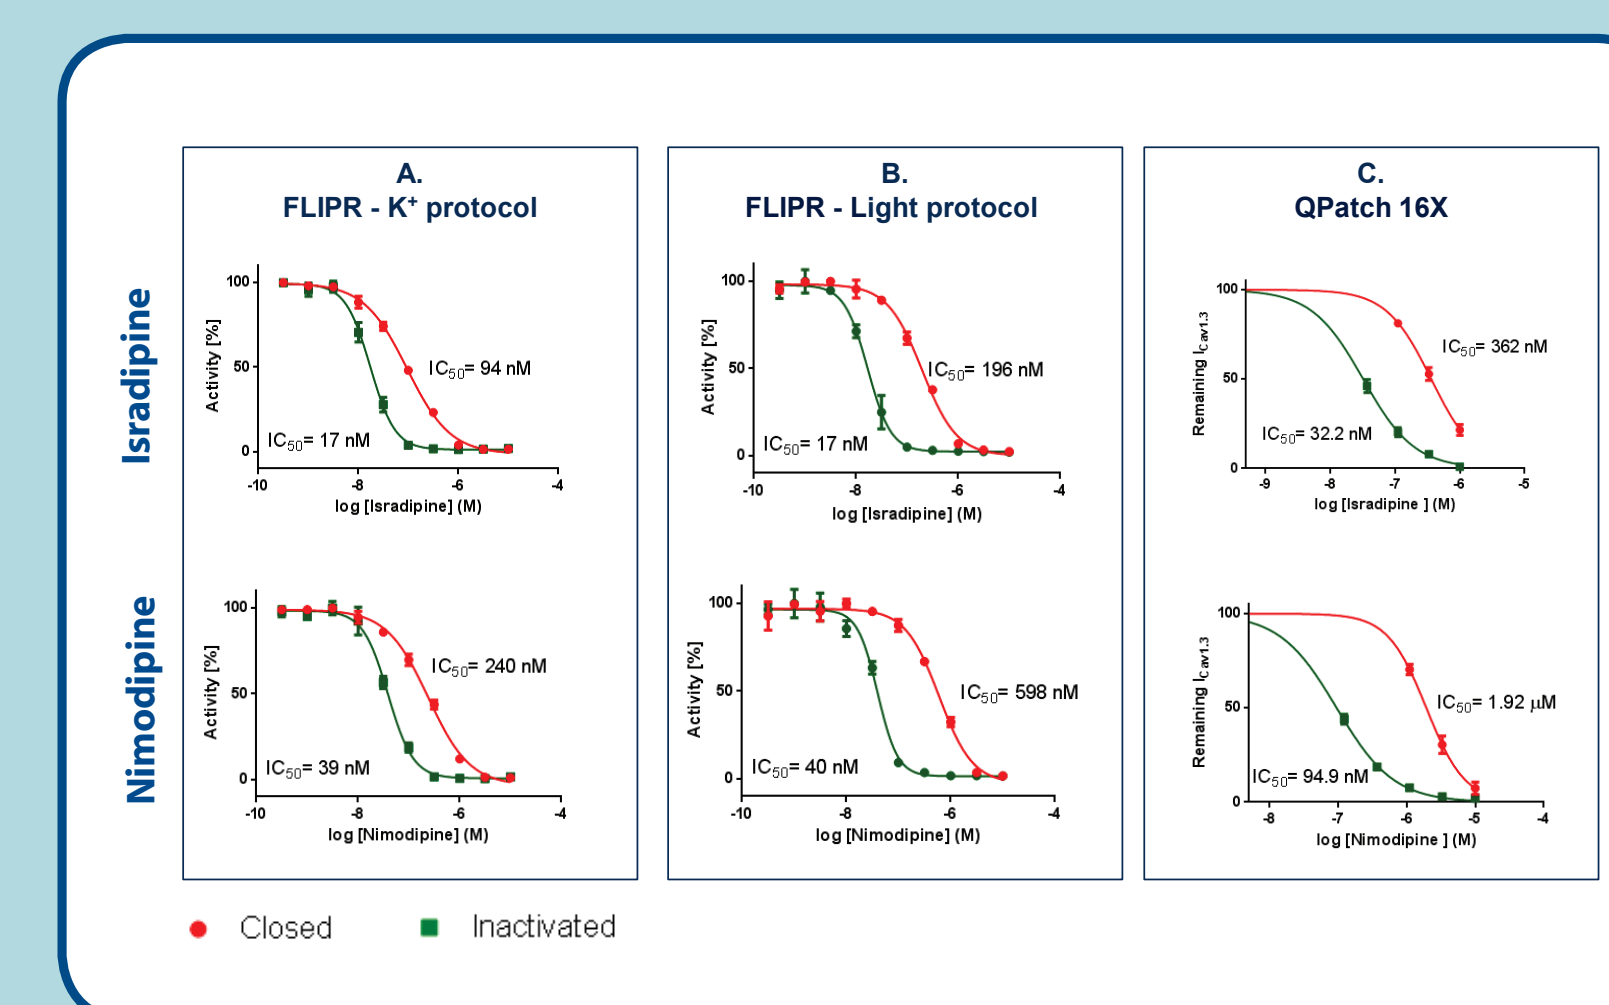 A.
FLIPR - K⁺ protocol
B.
FLIPR - Light protocol
C.
QPatch 16X
Isradipine
100
50
0
Activity [%]
IC50= 94 nM
IC50= 17 nM
-10 -8 -6 -4
log [Isradipine] (M)
100
50
0
Activity [%]
IC50= 196 nM
IC50= 17 nM
-10 -8 -6 -4
log [Isradipine] (M)
100
50
0
Remaining ICav1.3
IC50= 362 nM
IC50= 32.2 nM
-9 -8 -7 -6 -5
log [Isradipine ] (M)
Nimodipine
100
50
0
Activity [%]
IC50= 240 nM
IC50= 39 nM
-10 -8 -6 -4
log [Nimodipine] (M)
100
50
0
Activity [%]
IC50= 598 nM
IC50= 40 nM
-10 -8 -6 -4
log [Nimodipine] (M)
100
50
0
Remaining ICav1.3
IC50= 1.92 μM
IC50= 94.9 nM
-8 -7 -6 -5 -4
log [Nimodipine ] (M)
Closed
Inactivated